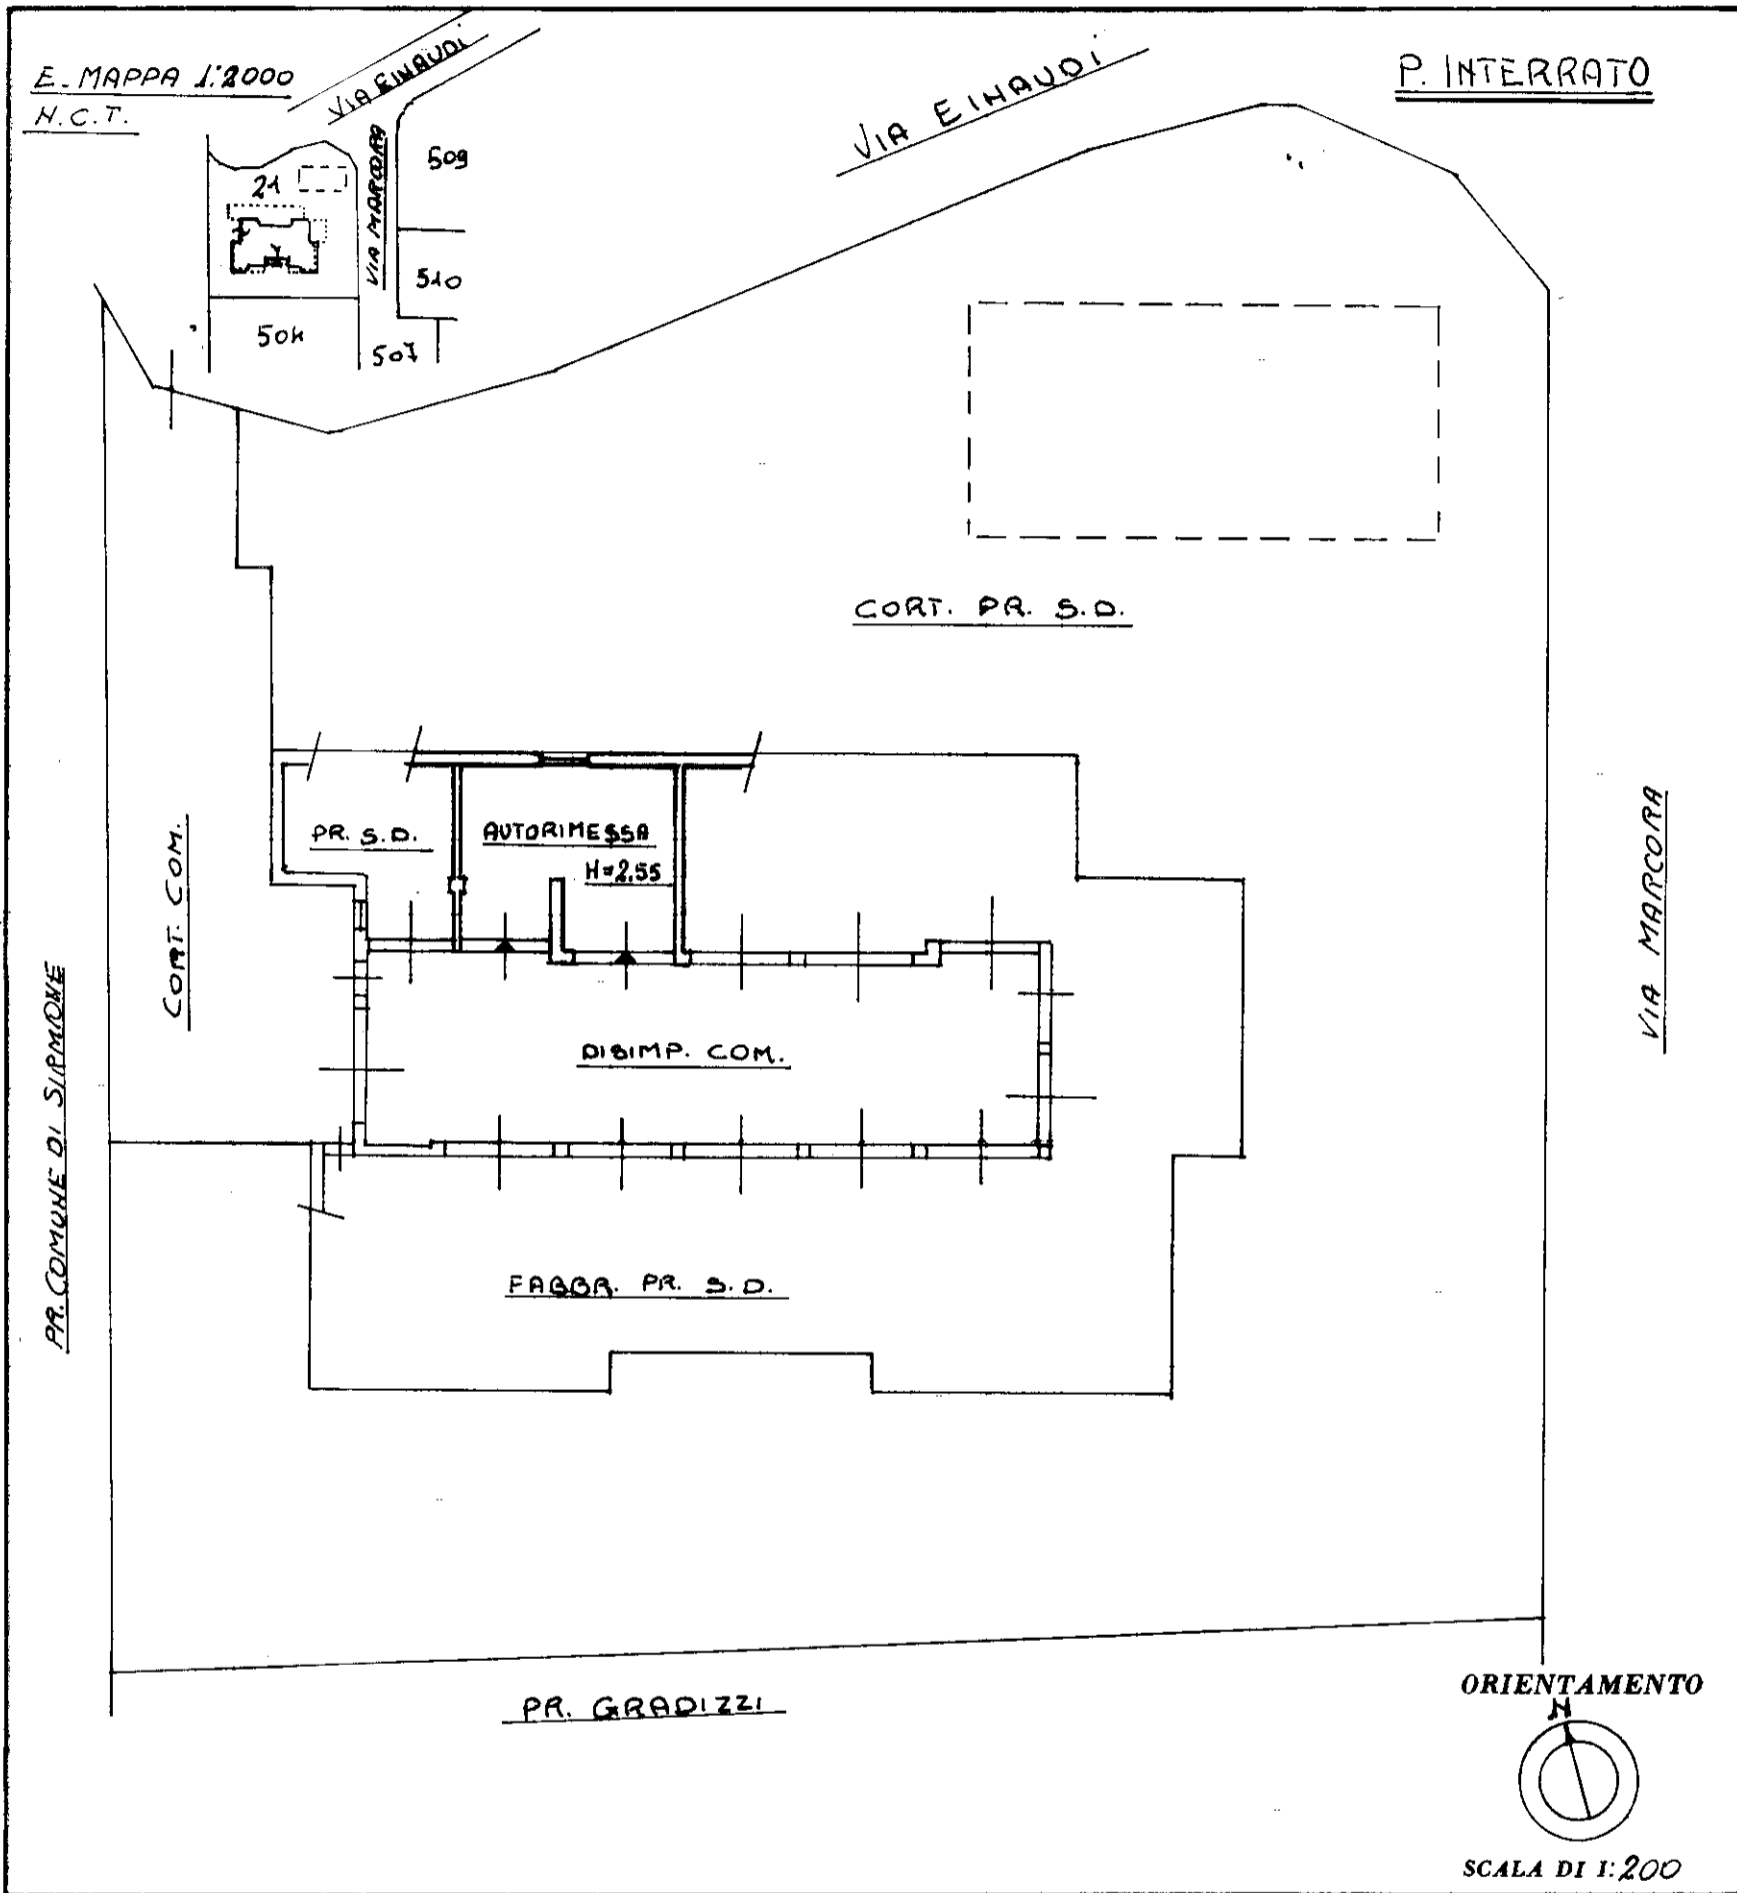 E. MAPPA 1:2000
N.C.T.
VIA EINAUDI
VIA MARCORA
509
21
510
504
507
VIA EINAUDI
P. INTERRATO
CORT. PR. S.D.
PR. S.D.
AUTORIMESSA
H=2,55
CORT. COM.
DISIMP. COM.
VIA MARCORA
PR. COMUNE DI SIRMIONE
FABBR. PR. S.D.
PR. GRADIZZI
ORIENTAMENTO
N
SCALA DI 1:200